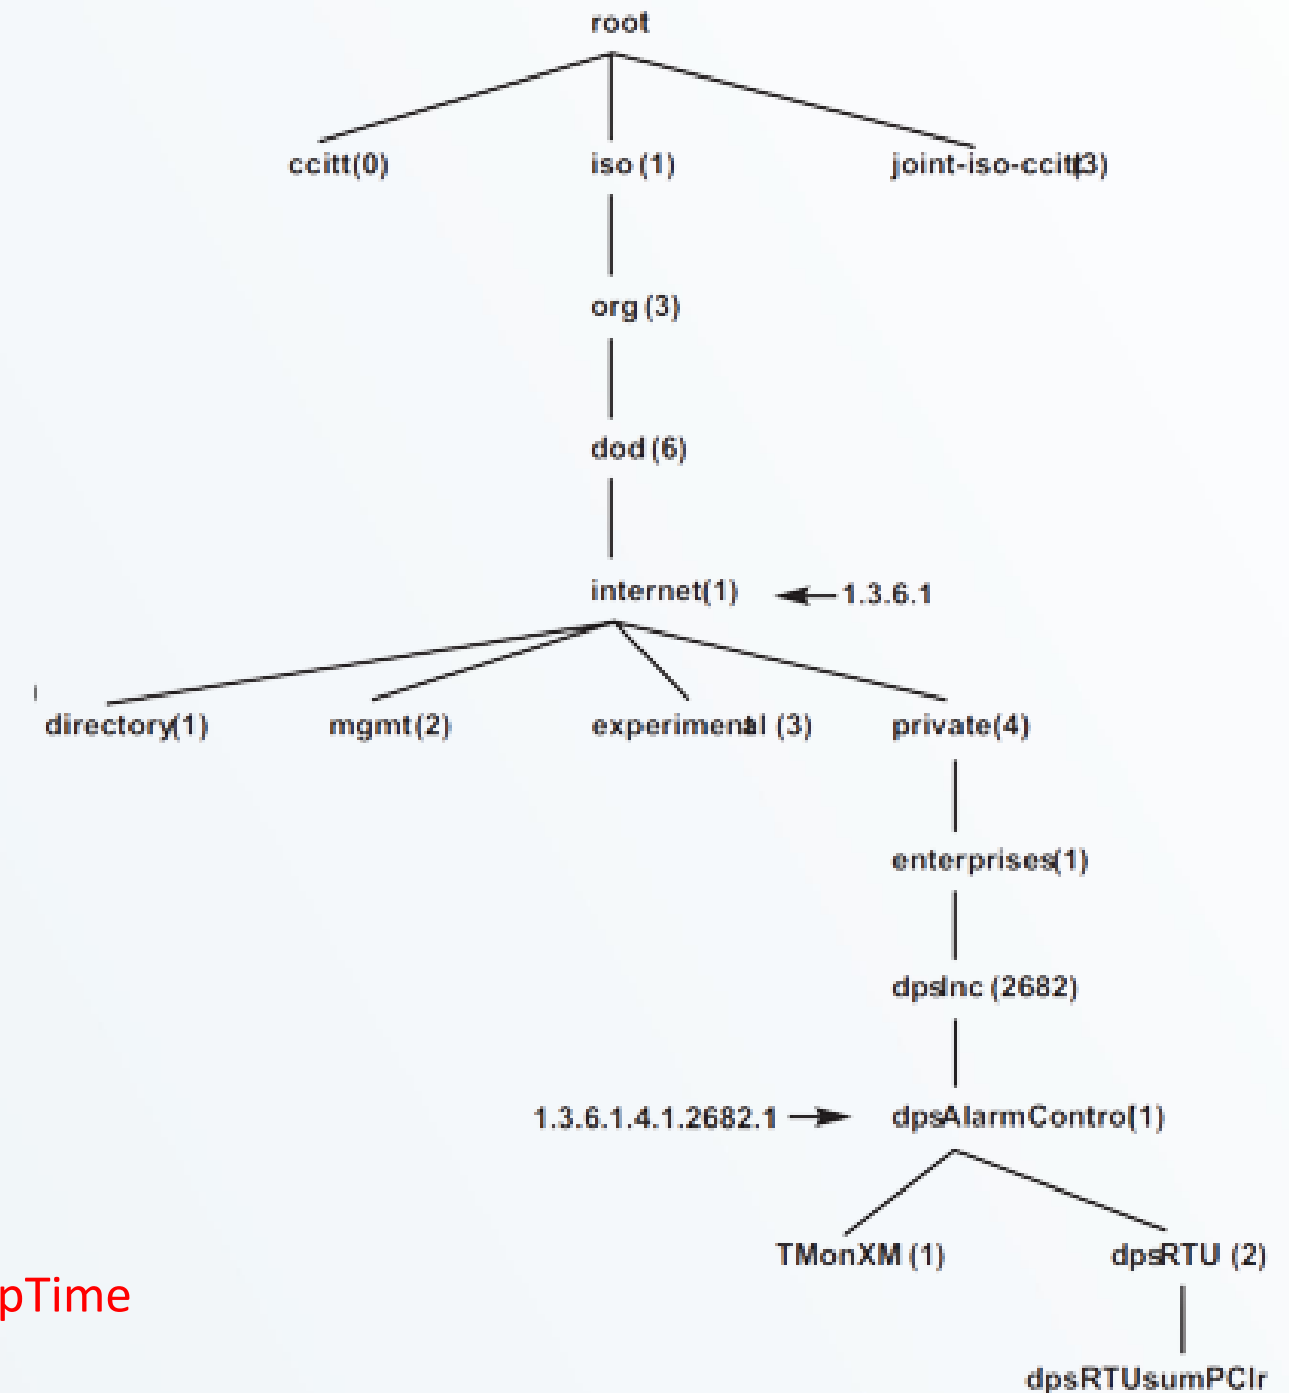 root
ccitt(0) iso (1) joint-iso-ccitt(3)
org (3)
dod (6)
internet(1) 1.3.6.1
directory(1) mgmt(2) experimental (3) private(4)
enterprises(1)
dpsInc (2682)
1.3.6.1.4.1.2682.1 dpsAlarmControl(1)
TMonXM (1) dpsRTU (2)
pTime
dpsRTUsumPClr